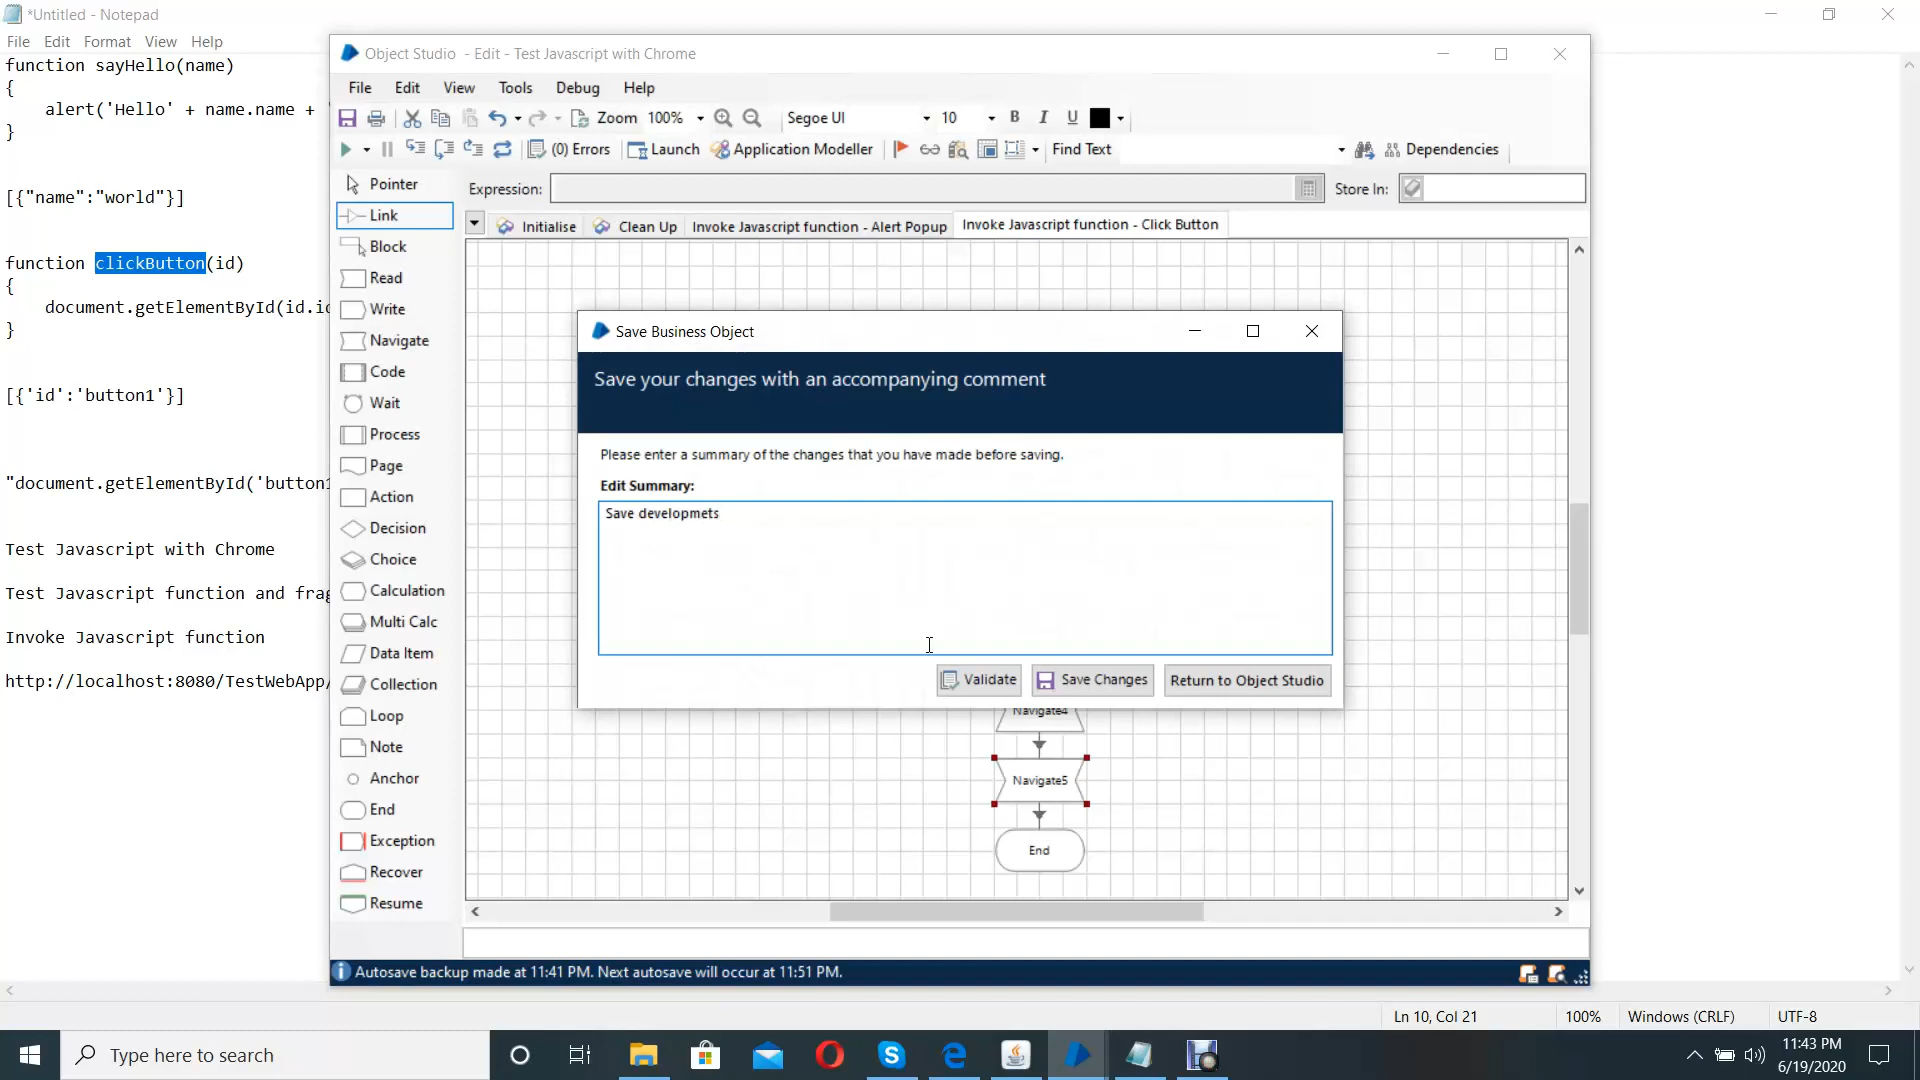 *Untitled - Notepad
File Edit Format View Help
function sayHello(name)
{
alert('Hello' + name.name +
}
[{"name":"world"}]
function clickButton(id)
{
document.getElementById(id.id
}
[{'id':'button1'}]
"document.getElementById('button1
Test Javascript with Chrome
Test Javascript function and frag
Invoke Javascript function
http://localhost:8080/TestWebApp/
Ln 10, Col 21
100%
Windows (CRLF)
UTF-8
Object Studio - Edit - Test Javascript with Chrome
File Edit View Tools Debug Help
Zoom 100% Segoe UI 10 B I U
(0) Errors Launch Application Modeller Find Text Dependencies
Expression: Store In:
Initialise Clean Up Invoke Javascript function - Alert Popup Invoke Javascript function - Click Button
Pointer
Link
Block
Read
Write
Navigate
Code
Wait
Process
Page
Action
Decision
Choice
Calculation
Multi Calc
Data Item
Collection
Loop
Note
Anchor
End
Exception
Recover
Resume
Save Business Object
Save your changes with an accompanying comment
Please enter a summary of the changes that you have made before saving.
Edit Summary:
Save developmets
Validate Save Changes Return to Object Studio
Navigate4
Navigate5
End
Autosave backup made at 11:41 PM. Next autosave will occur at 11:51 PM.
Type here to search
11:43 PM
6/19/2020